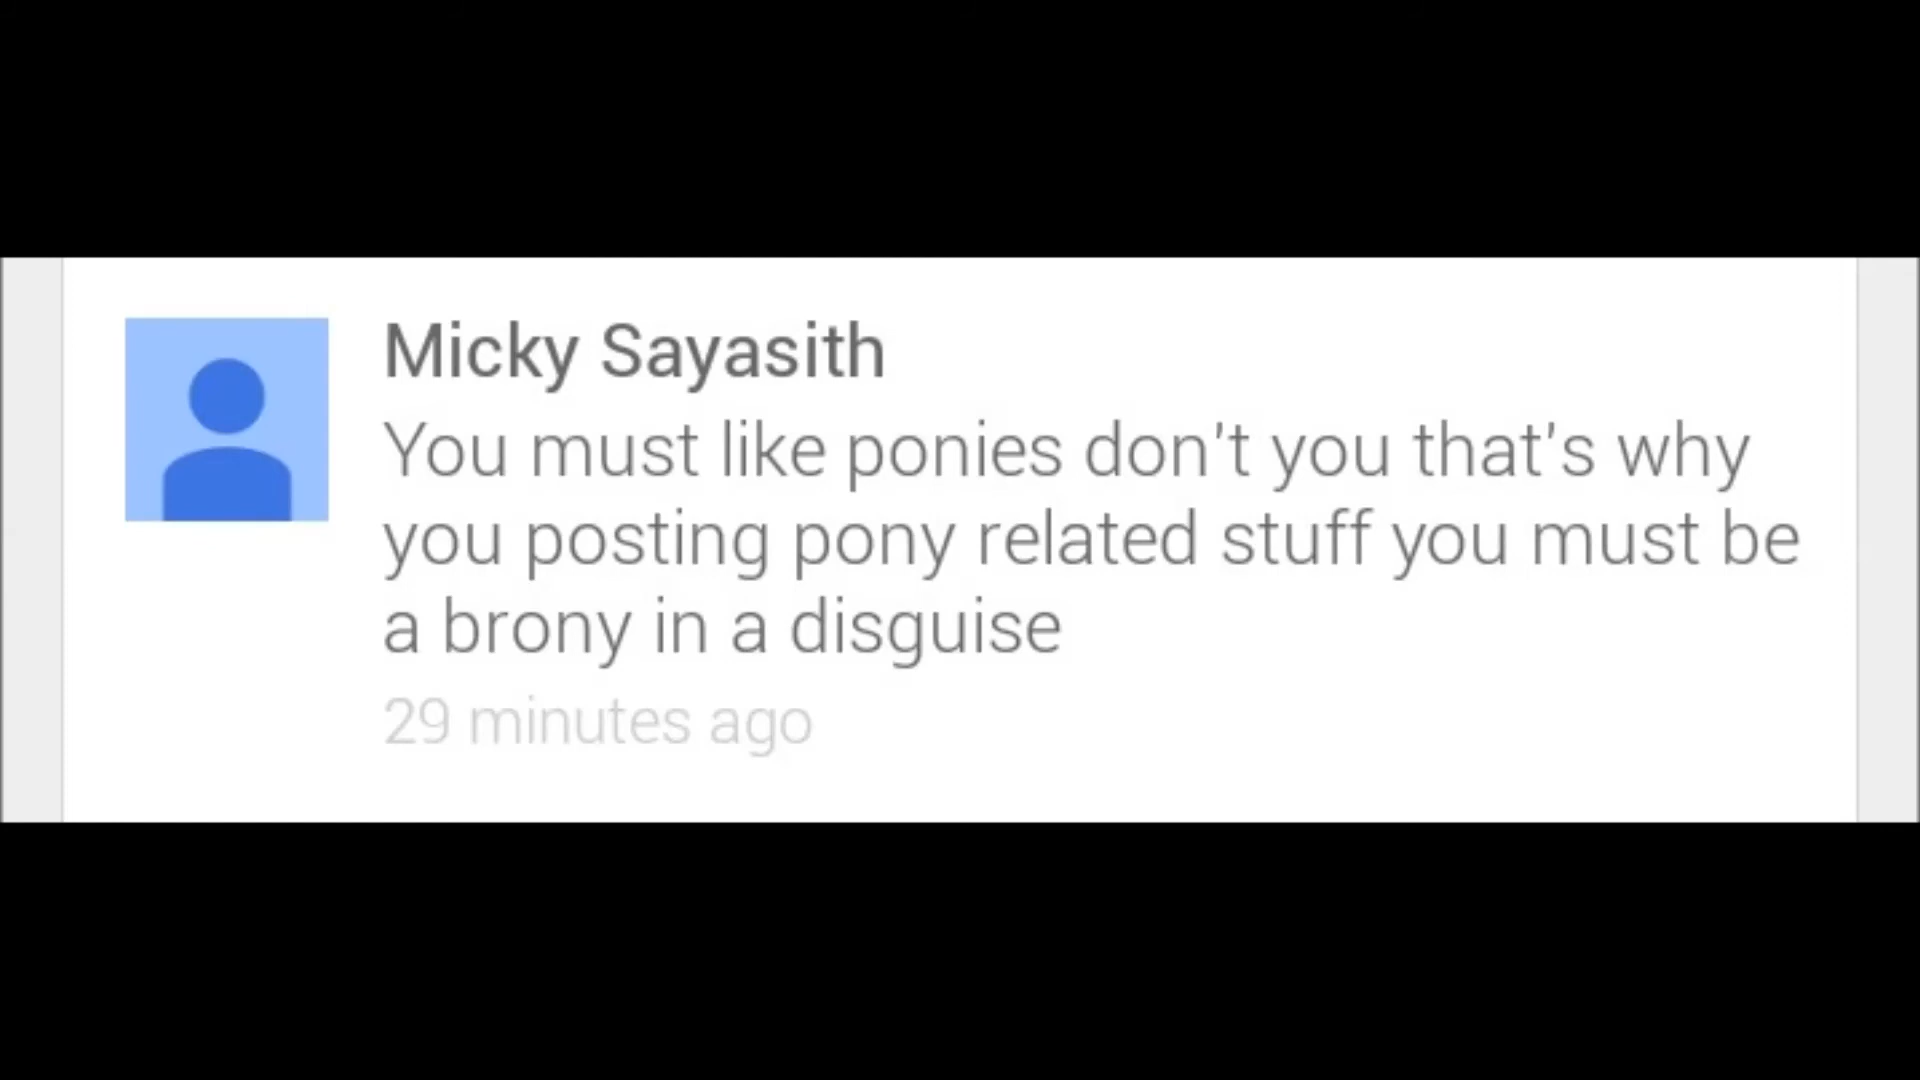 Micky Sayasith
You must like ponies don't you that's why
you posting pony related stuff you must be
a brony in a disguise
29 minutes ago